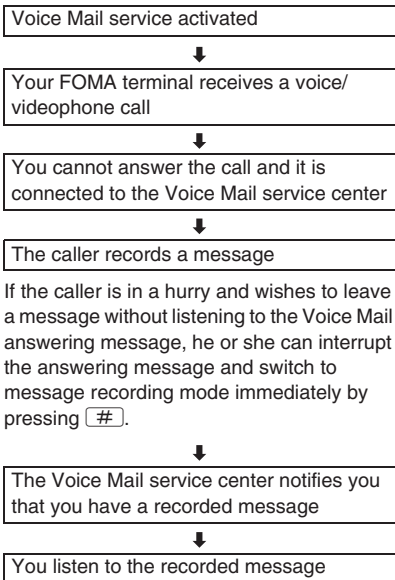 Voice Mail service activated
Your FOMA terminal receives a voice/
videophone call
You cannot answer the call and it is
connected to the Voice Mail service center
The caller records a message
If the caller is in a hurry and wishes to leave
a message without listening to the Voice Mail
answering message, he or she can interrupt
the answering message and switch to
message recording mode immediately by
pressing #.
The Voice Mail service center notifies you
that you have a recorded message
You listen to the recorded message